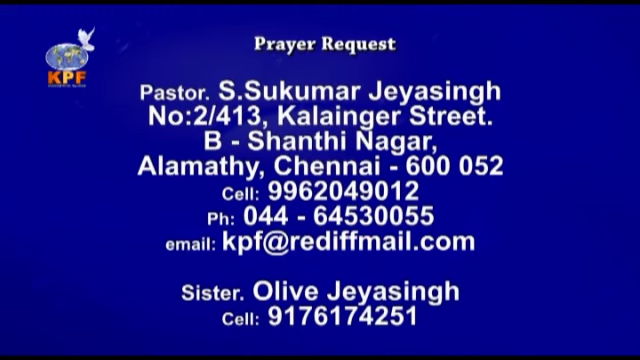 Prayer Request
KPF
Pastor. S.Sukumar Jeyasingh
No:2/413, Kalainger Street.
B - Shanthi Nagar,
Alamathy, Chennai - 600 052
Cell: 9962049012
Ph: 044 - 64530055
email: kpf@rediffmail.com
Sister. Olive Jeyasingh
Cell: 9176174251